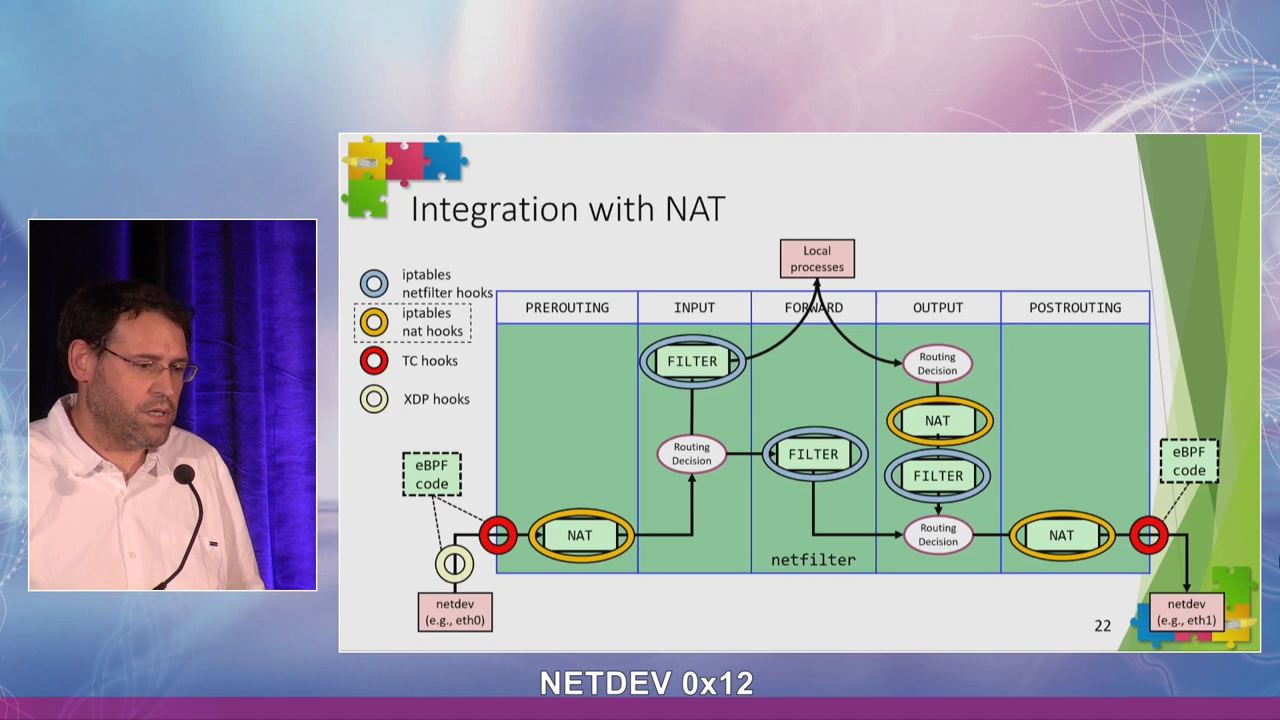 Integration with NAT
iptables
netfilter hooks
iptables
nat hooks
TC hooks
XDP hooks
Local
processes
PREROUTING
INPUT
FORWARD
OUTPUT
POSTROUTING
FILTER
Routing
Decision
NAT
Routing
Decision
FILTER
FILTER
eBPF
code
eBPF
code
NAT
Routing
Decision
NAT
netfilter
netdev
(e.g., eth0)
netdev
(e.g., eth1)
22
NETDEV 0x12